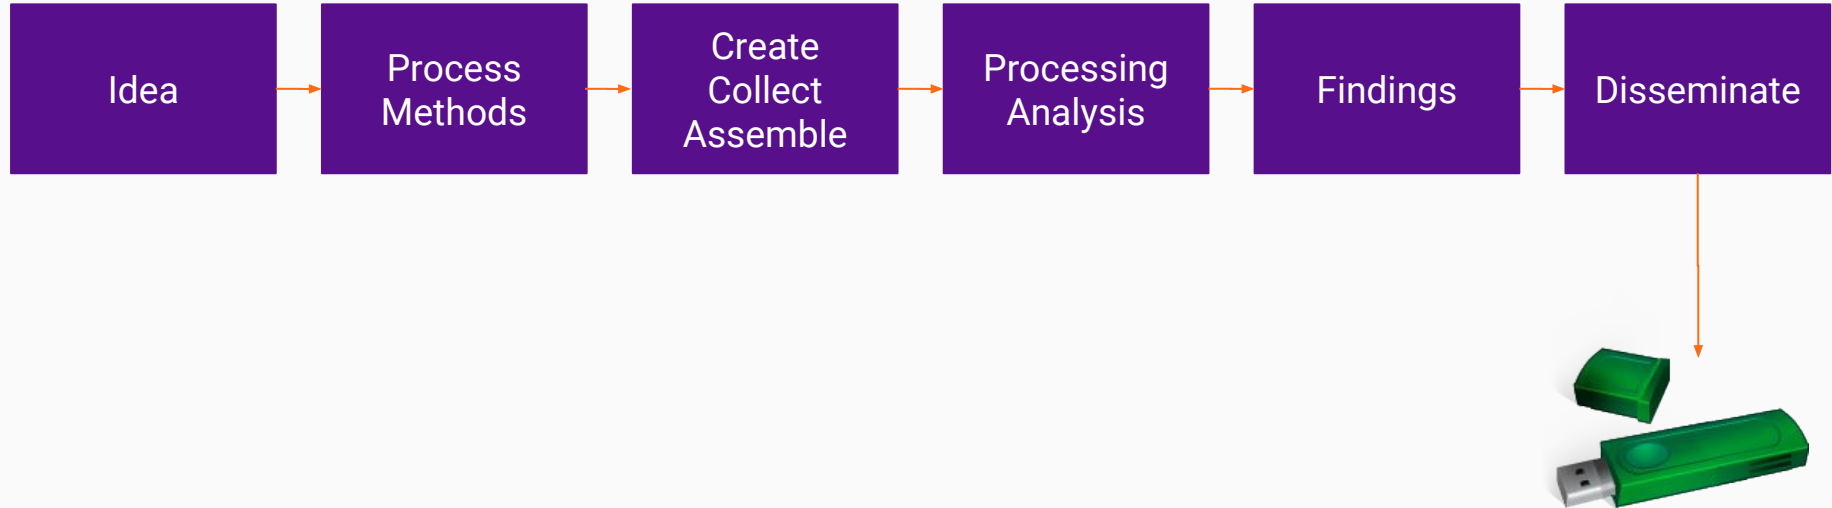 Idea
Process
Methods
Create
Collect
Assemble
Processing
Analysis
Findings
Disseminate